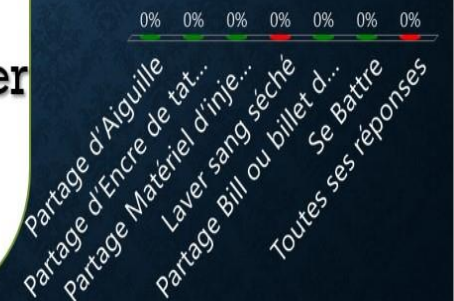 0% 0% 0% 0% 0% 0% 0%
er
Partage d'Aiguille
Partage d'Encre de tat...
Partage Matériel d'inje...
Laver sang séché
Partage Bill ou billet d...
Se Battre
Toutes ses réponses